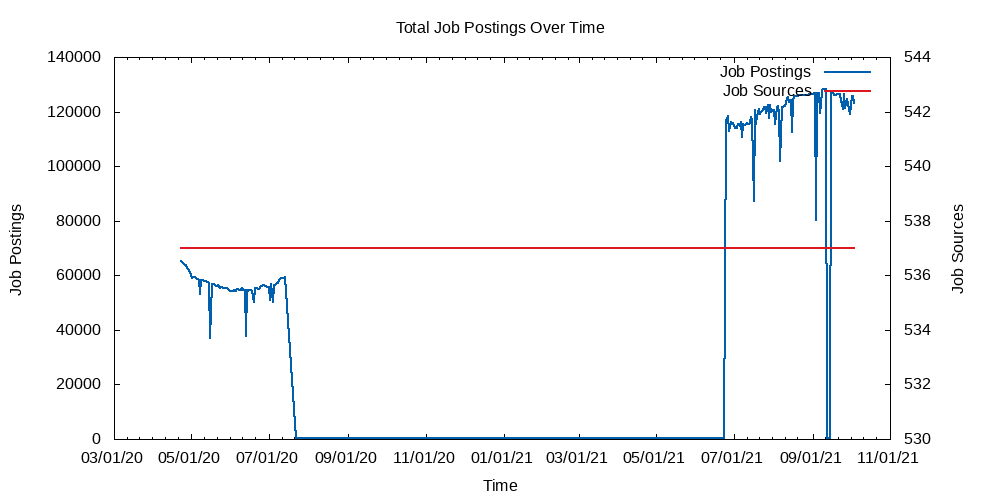 Total Job Postings Over Time
140000
120000
100000
80000
60000
40000
20000
0
544
542
540
538
536
534
532
530
Job Postings
Job Sources
Job Postings
Job Sources
03/01/20 05/01/20 07/01/20 09/01/20 11/01/20 01/01/21 03/01/21 05/01/21 07/01/21 09/01/21 11/01/21
Time